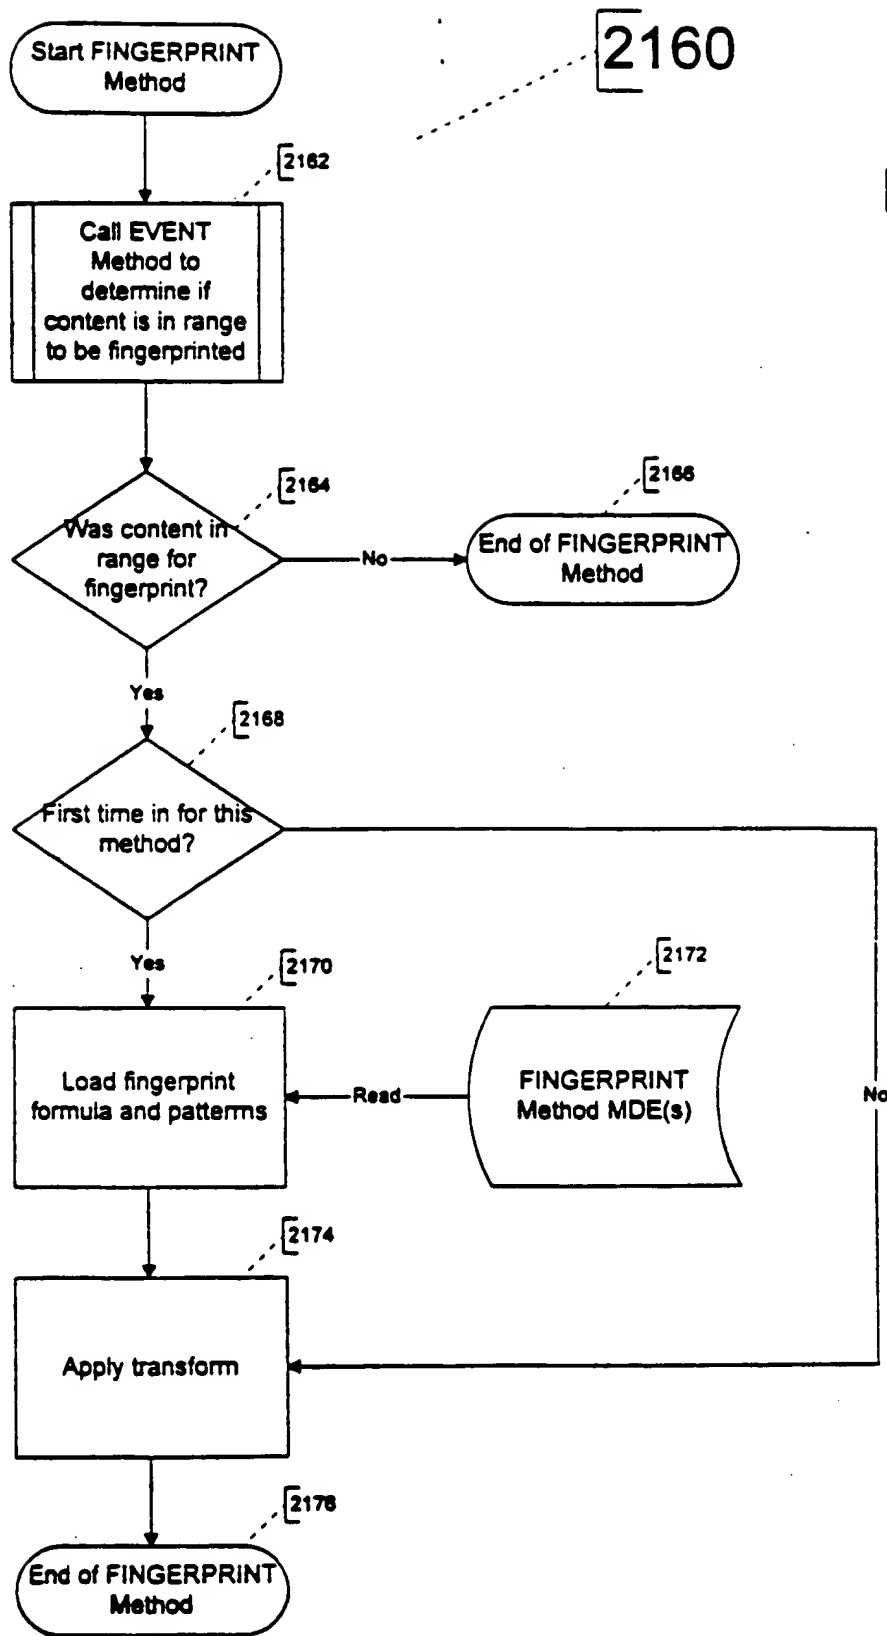 Start FINGERPRINT
Method
2160
2162
Call EVENT
Method to
determine if
content is in range
to be fingerprinted
2164
Was content in
range for
fingerprint?
No
2166
End of FINGERPRINT
Method
Yes
2168
First time in for this
method?
Yes
2170
2172
Load fingerprint
formula and patterns
Read
FINGERPRINT
Method MDE(s)
No
2174
Apply transform
2176
End of FINGERPRINT
Method